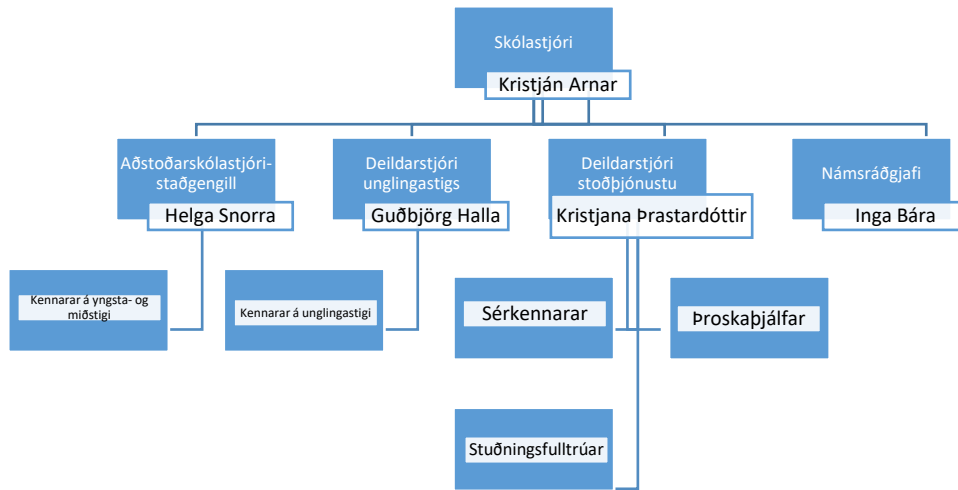 Skólastjóri
Kristján Arnar
Aðstoðarskólastjóri-
staðgengill
Helga Snorra
Deildarstjóri
unglingastigs
Guðbjörg Halla
Deildarstjóri
stoðþjónustu
Kristjana Þrastardóttir
Námsráðgjafi
Inga Bára
Kennarar á yngsta- og
miðstigi
Kennarar á unglingastigi
Sérkennarar
Þroskaþjálfar
Stuðningsfulltrúar